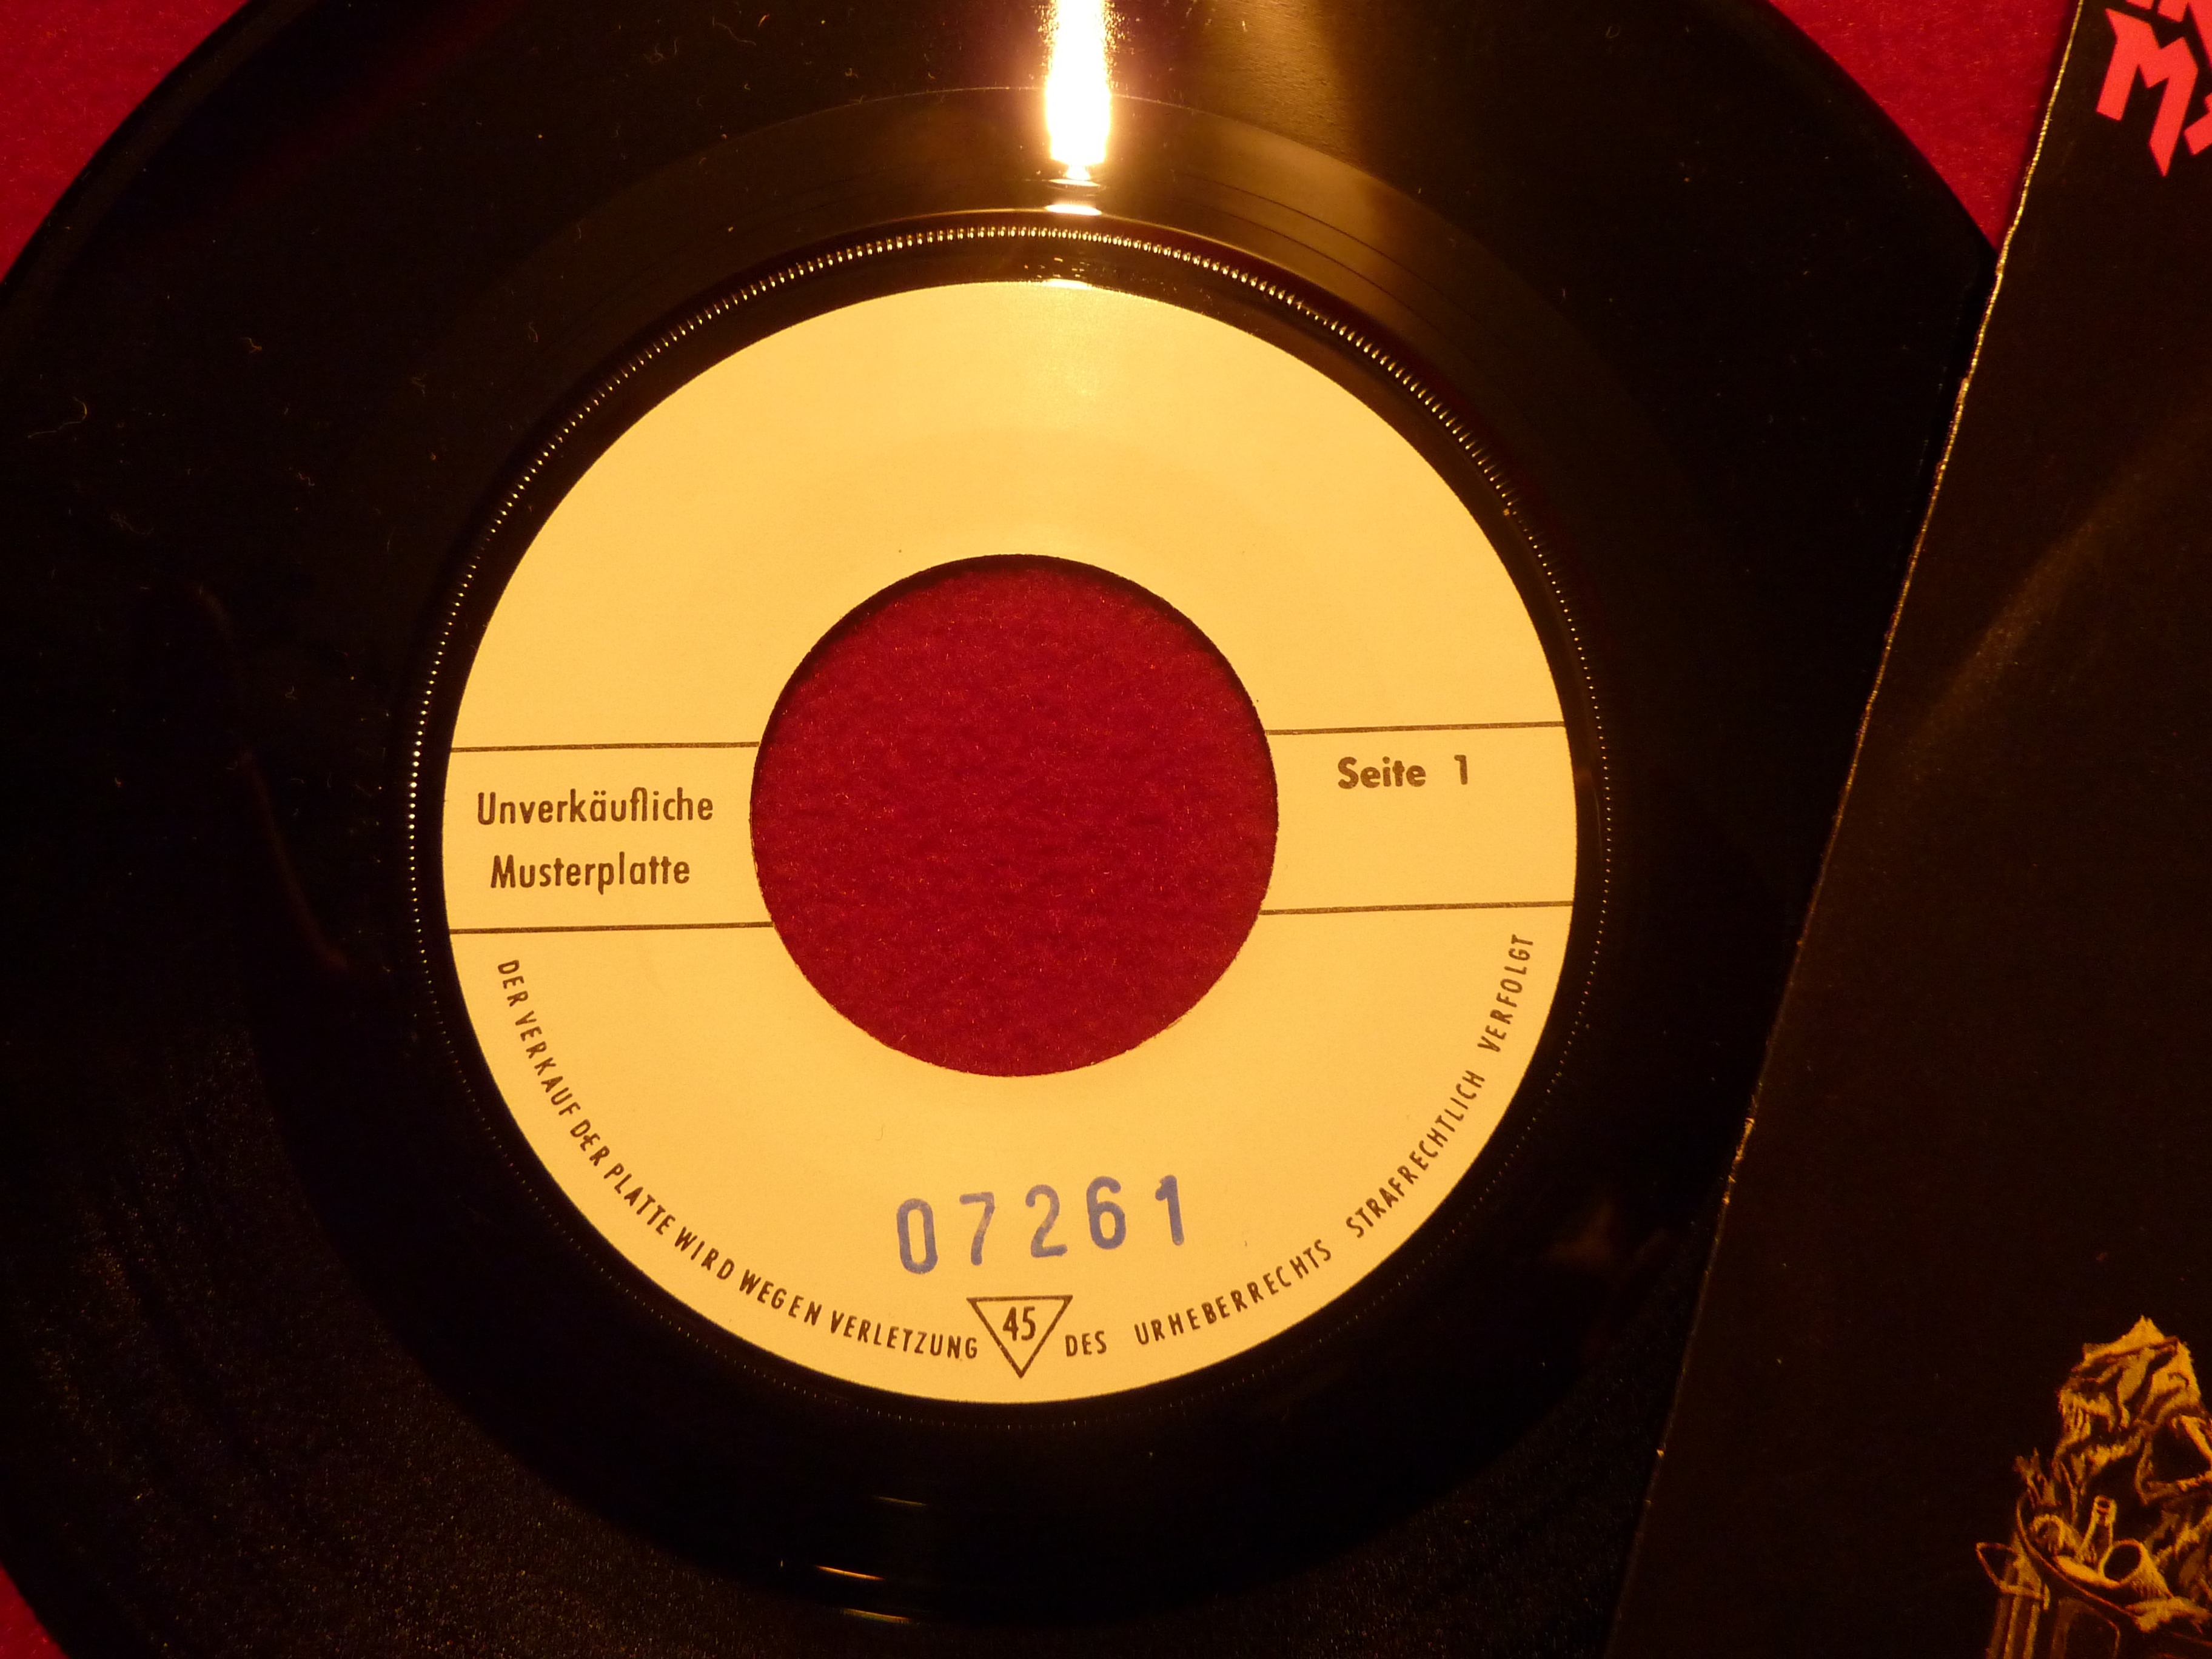 Unverkäufliche
Musterplatte
Seite 1
07261
45
DER VERKAUF DER PLATTE WIRD WEGEN VERLETZUNG DES URHEBERRECHTS STRAFRECHTLICH VERFOLGT